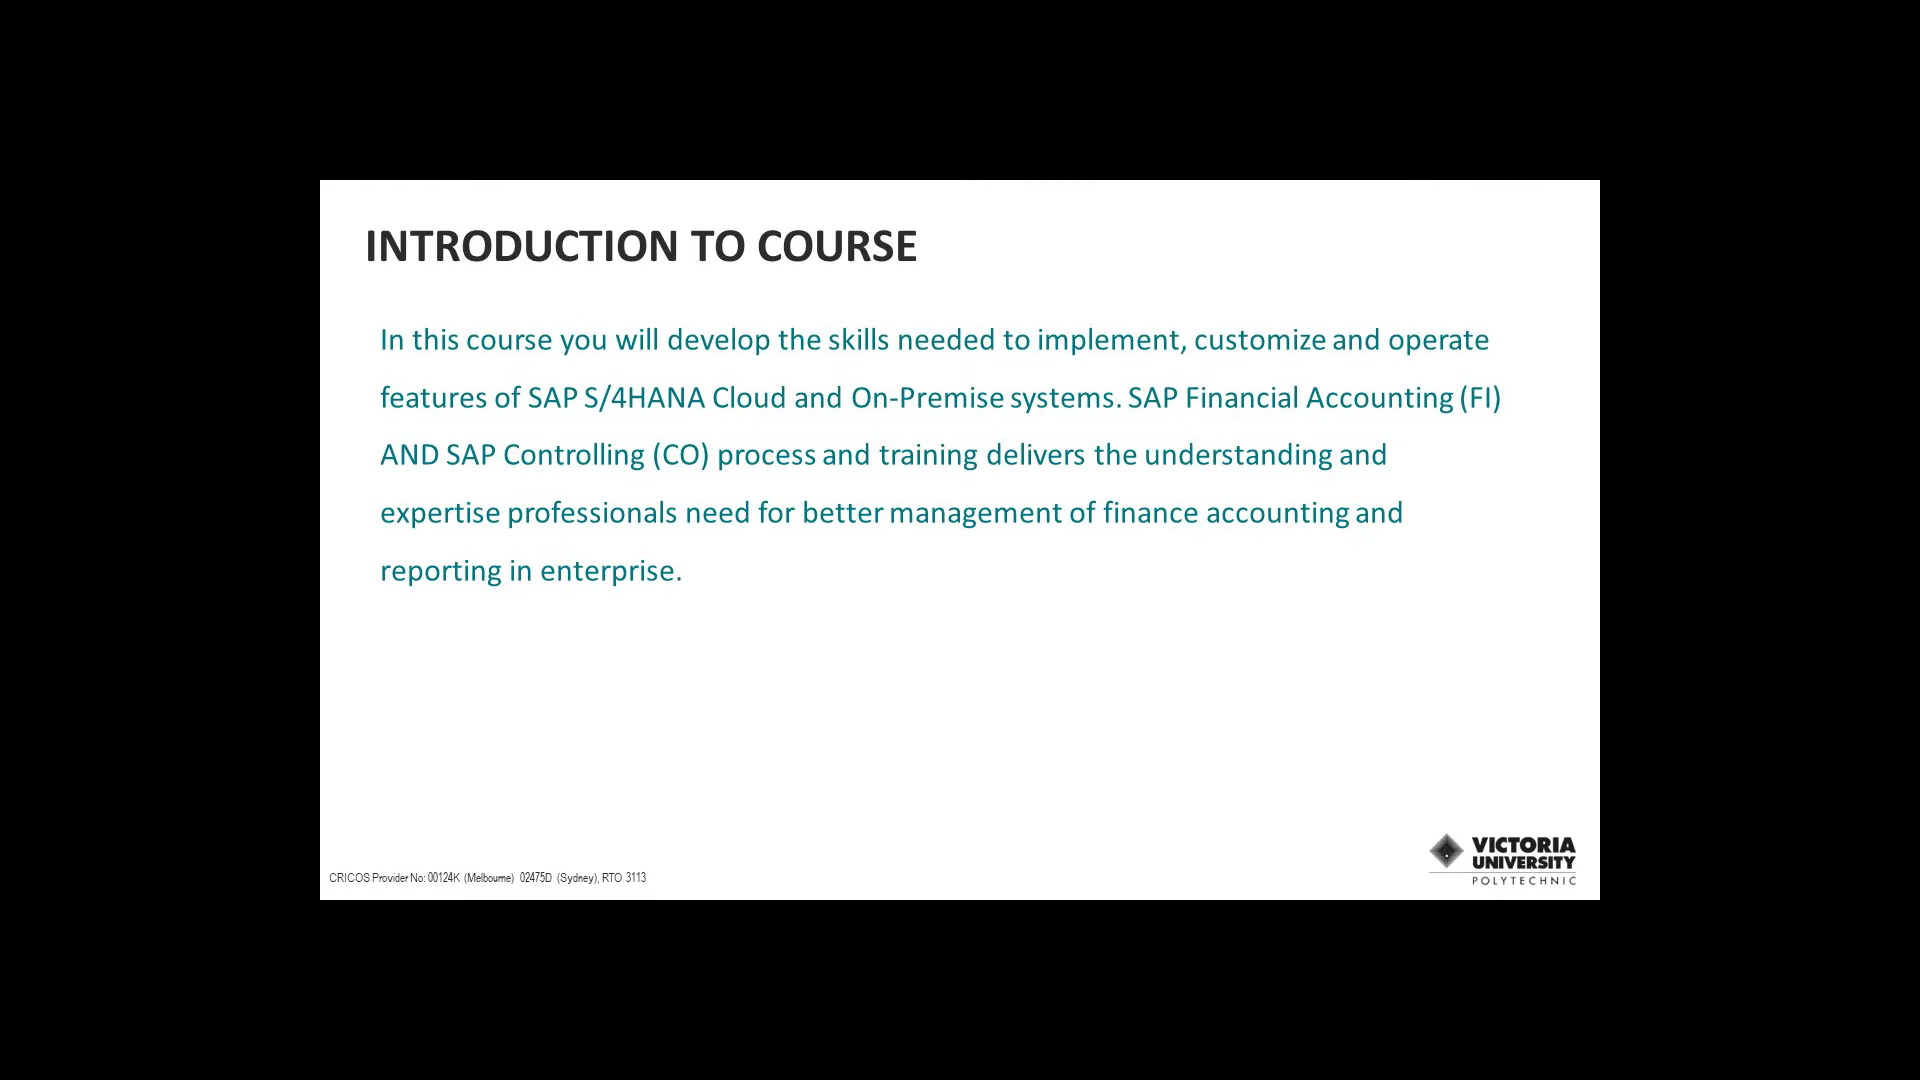 INTRODUCTION TO COURSE
In this course you will develop the skills needed to implement, customize and operate
features of SAP S/4HANA Cloud and On-Premise systems. SAP Financial Accounting (FI)
AND SAP Controlling (CO) process and training delivers the understanding and
expertise professionals need for better management of finance accounting and
reporting in enterprise.
CRICOS Provider No: 00124K (Melbourne) 02475D (Sydney), RTO 3113
VICTORIA
UNIVERSITY
POLYTECHNIC